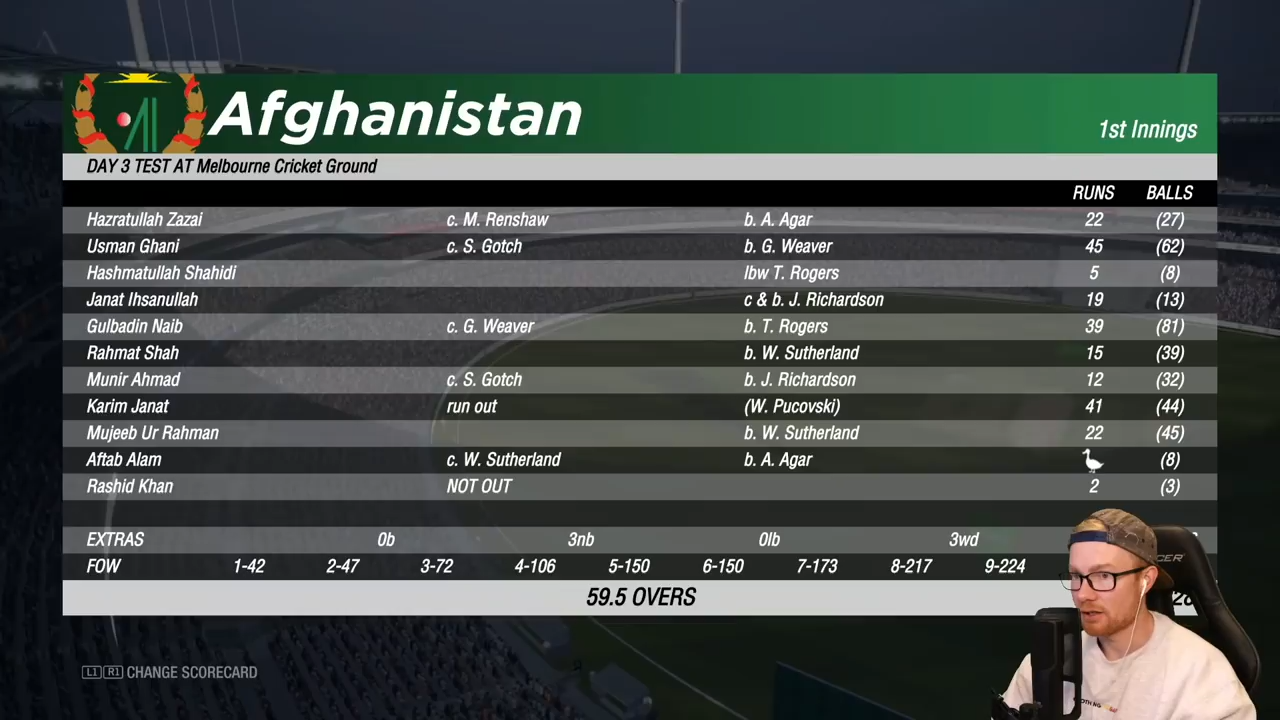 Afghanistan
1st Innings
DAY 3 TEST AT Melbourne Cricket Ground
RUNS BALLS
Hazratullah Zazai c. M. Renshaw b. A. Agar 22 (27)
Usman Ghani c. S. Gotch b. G. Weaver 45 (62)
Hashmatullah Shahidi lbw T. Rogers 5 (8)
Janat Ihsanullah c & b. J. Richardson 19 (13)
Gulbadin Naib c. G. Weaver b. T. Rogers 39 (81)
Rahmat Shah b. W. Sutherland 15 (39)
Munir Ahmad c. S. Gotch b. J. Richardson 12 (32)
Karim Janat run out (W. Pucovski) 41 (44)
Mujeeb Ur Rahman b. W. Sutherland 22 (45)
Aftab Alam c. W. Sutherland b. A. Agar (8)
Rashid Khan NOT OUT 2 (3)
EXTRAS 0b 3nb 0lb 3wd
FOW 1-42 2-47 3-72 4-106 5-150 6-150 7-173 8-217 9-224
59.5 OVERS
L1 R1 CHANGE SCORECARD